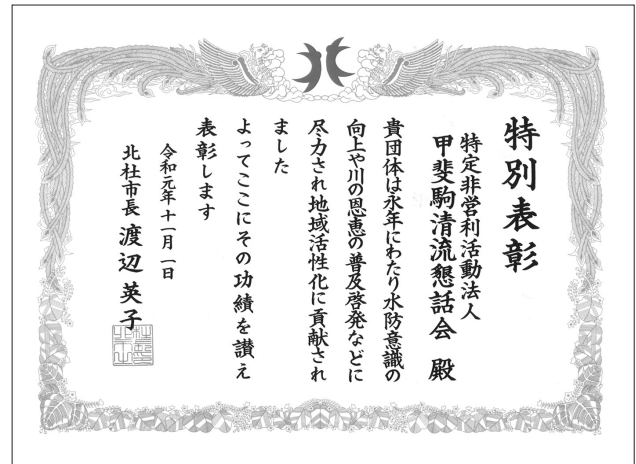 特別表彰
特定非営利活動法人
甲斐駒清流懇話会 殿
貴団体は永年にわたり水防意識の
向上や川の恩恵の普及啓発などに
尽力され地域活性化に貢献され
ました
よってここにその功績を讃え
表彰します
令和元年十一月一日
北杜市長 渡辺英子